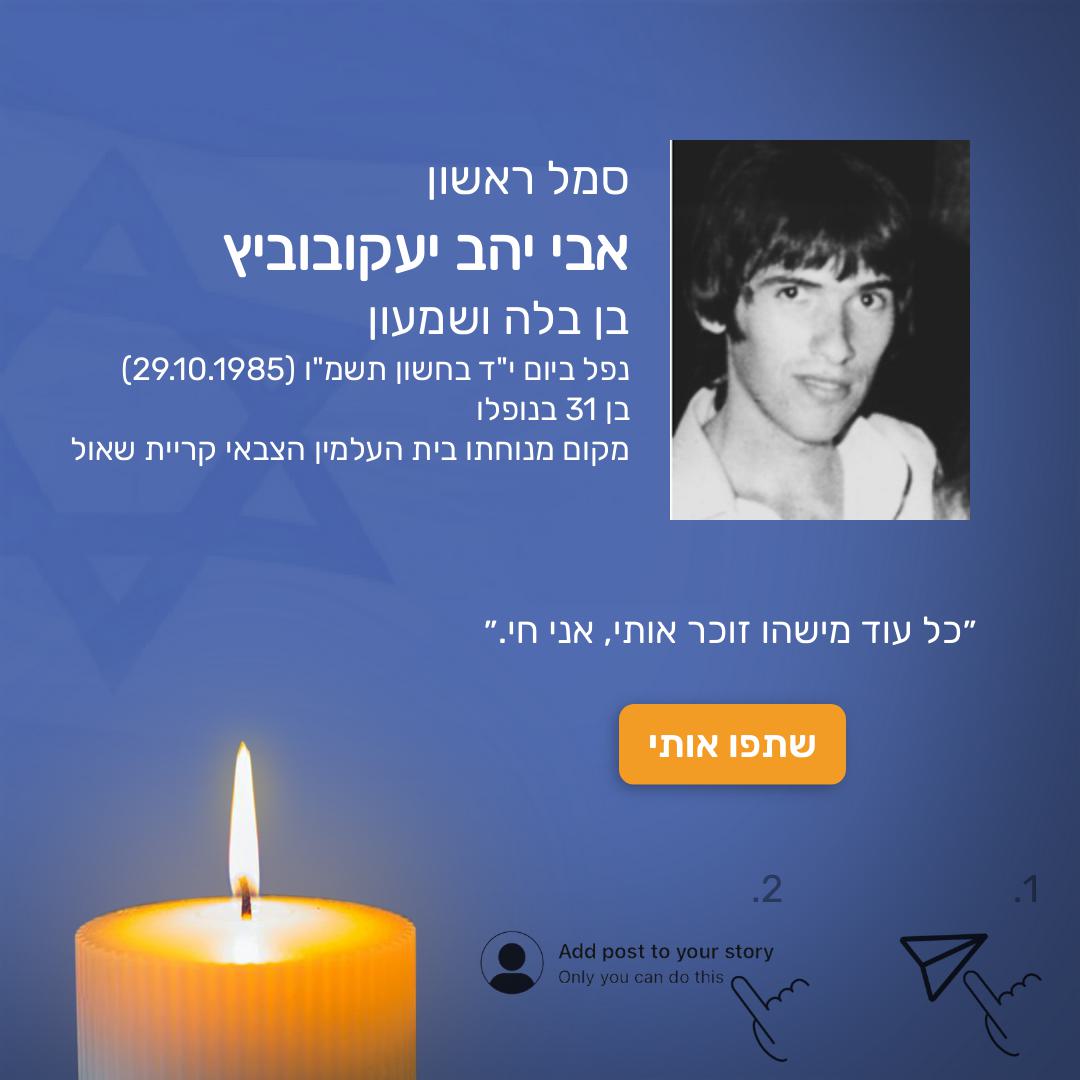 סמל ראשון
אבי יהב יעקובוביץ
בן בלה ושמעון
נפל ביום י"ד בחשון תשמ"ו (29.10.1985)
בן 31 בנופלו
מקום מנוחתו בית העלמין הצבאי קריית שאול
״כל עוד מישהו זוכר אותי, אני חי.״
שתפו אותי
.1
.2
Add post to your story
Only you can do this